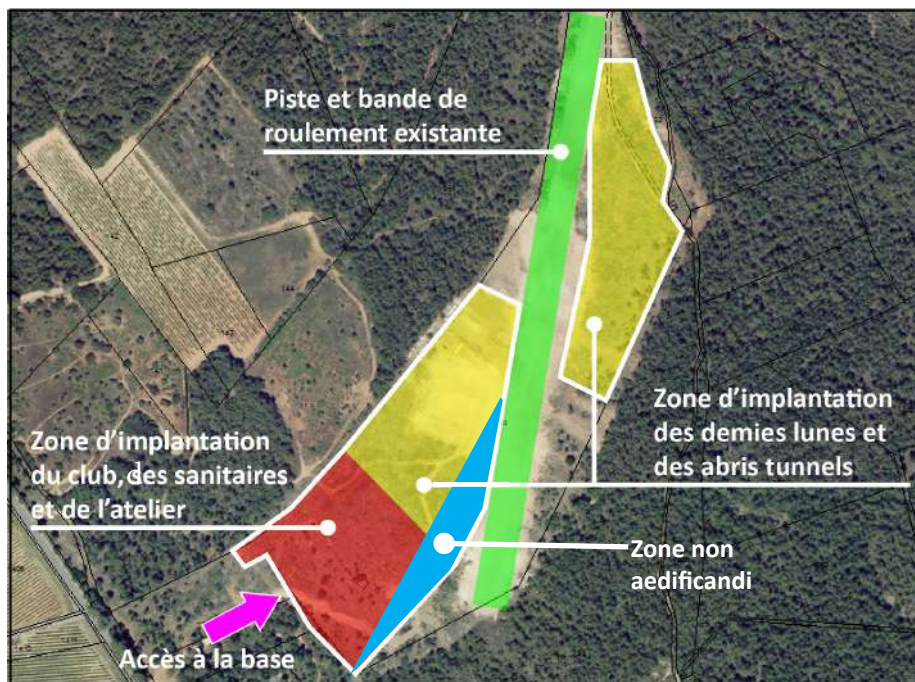 Piste et bande de
roulement existante
Zone d’implantation
du club, des sanitaires
et de l’atelier
Zone d’implantation
des demies lunes et
des abris tunnels
Zone non
aedificandi
Accès à la base